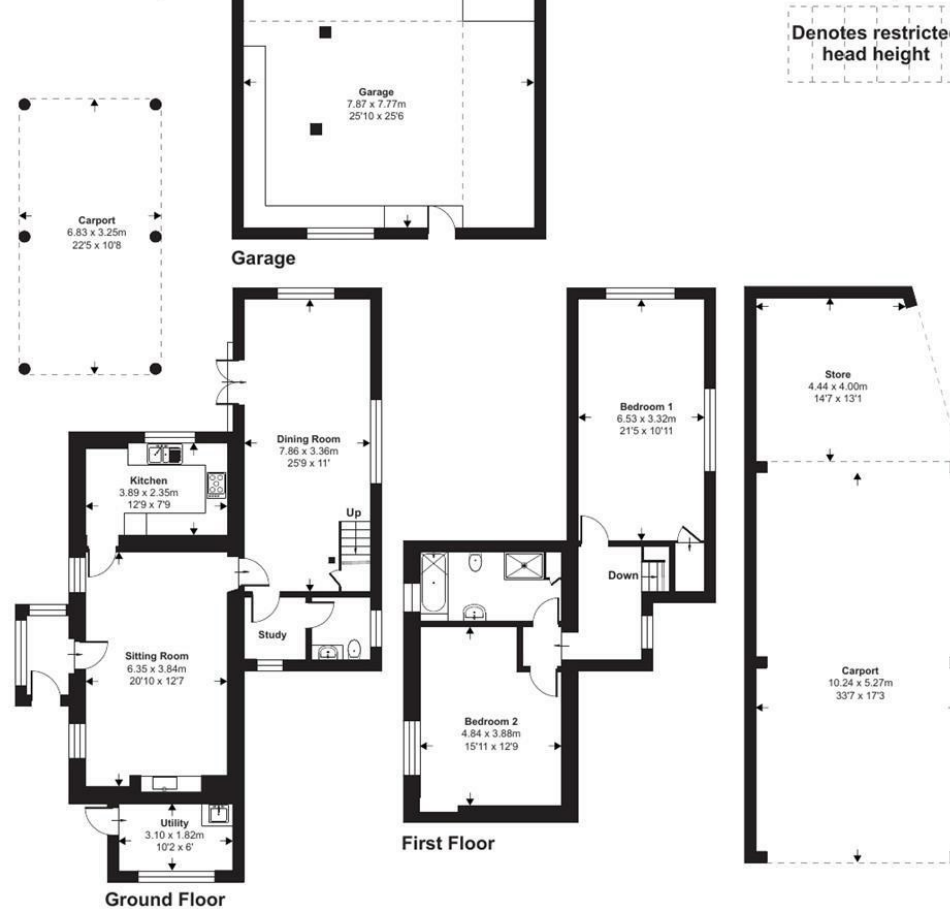 Denotes restricte
head height
Garage
7.87 x 7.77m
25'10 x 25'6
Carport
6.83 x 3.25m
22'5 x 10'8
Garage
Store
4.44 x 4.00m
14'7 x 13'1
Bedroom 1
6.53 x 3.32m
21'5 x 10'11
Dining Room
7.86 x 3.36m
25'9 x 11'
Kitchen
3.89 x 2.35m
12'9 x 7'9
Up
Down
Study
Sitting Room
6.35 x 3.84m
20'10 x 12'7
Carport
10.24 x 5.27m
33'7 x 17'3
Bedroom 2
4.84 x 3.88m
15'11 x 12'9
Utility
3.10 x 1.82m
10'2 x 6'
First Floor
Ground Floor